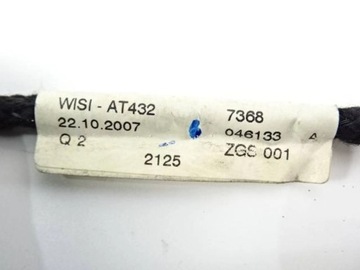 WISI - AT432 7368
22.10.2007 046133 A
Q 2 2125 ZGS 001